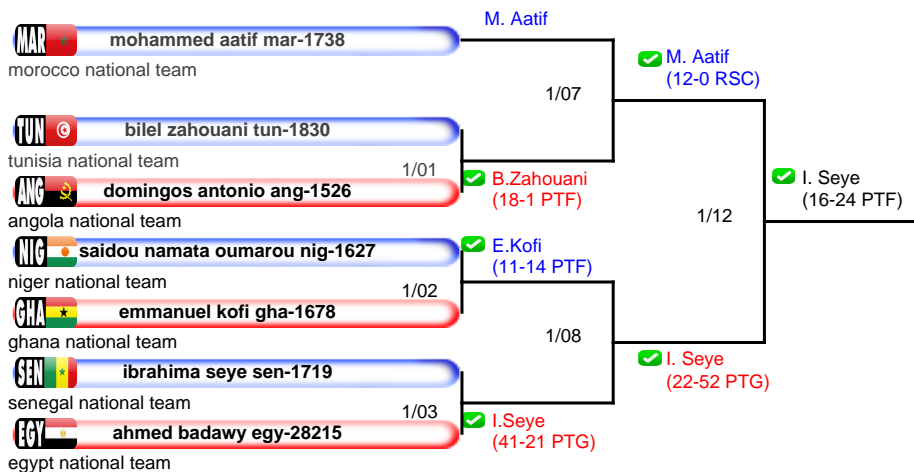 M. Aatif
MAR mohammed aatif mar-1738
morocco national team
M. Aatif
(12-0 RSC)
1/07
TUN bilel zahouani tun-1830
tunisia national team
1/01
B.Zahouani
(18-1 PTF)
ANG domingos antonio ang-1526
angola national team
I. Seye
(16-24 PTF)
1/12
NIG saidou namata oumarou nig-1627
niger national team
E.Kofi
(11-14 PTF)
1/02
GHA emmanuel kofi gha-1678
ghana national team
1/08
SEN ibrahima seye sen-1719
senegal national team
I. Seye
(22-52 PTG)
1/03
I.Seye
(41-21 PTG)
EGY ahmed badawy egy-28215
egypt national team